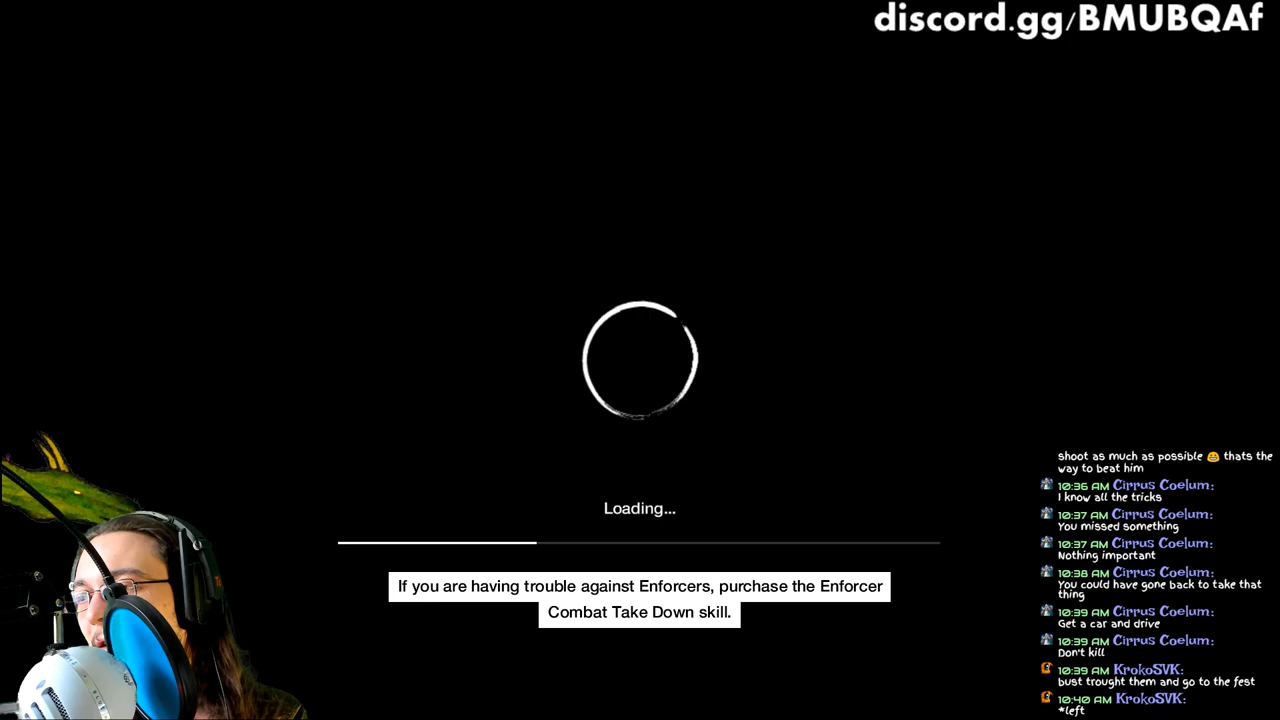 discord.gg/BMUBQAf
Loading...
If you are having trouble against Enforcers, purchase the Enforcer
Combat Take Down skill.
shoot as much as possible 😄 thats the
way to beat him
10:36 AM Cirrus Coelum:
I know all the tricks
10:37 AM Cirrus Coelum:
You missed something
10:37 AM Cirrus Coelum:
Nothing important
10:38 AM Cirrus Coelum:
You could have gone back to take that
thing
10:39 AM Cirrus Coelum:
Get a car and drive
10:39 AM Cirrus Coelum:
Don't kill
10:39 AM KrokoSVK:
bust trought them and go to the fest
10:40 AM KrokoSVK:
*left